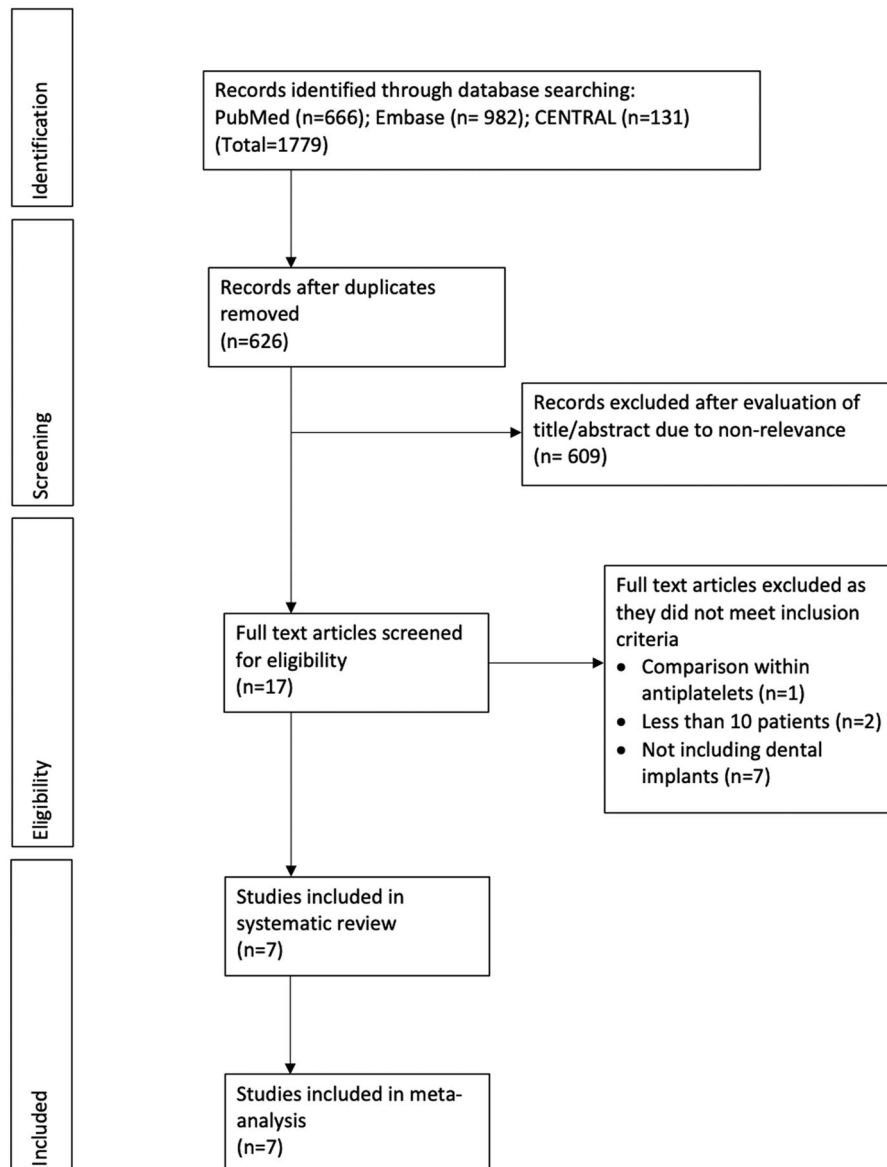 Identification
Records identified through database searching:
PubMed (n=666); Embase (n= 982); CENTRAL (n=131)
(Total=1779)
Screening
Records after duplicates
removed
(n=626)
Records excluded after evaluation of
title/abstract due to non-relevance
(n= 609)
Eligibility
Full text articles screened
for eligibility
(n=17)
Full text articles excluded as
they did not meet inclusion
criteria
• Comparison within
antiplatelets (n=1)
• Less than 10 patients (n=2)
• Not including dental
implants (n=7)
Included
Studies included in
systematic review
(n=7)
Studies included in meta-
analysis
(n=7)